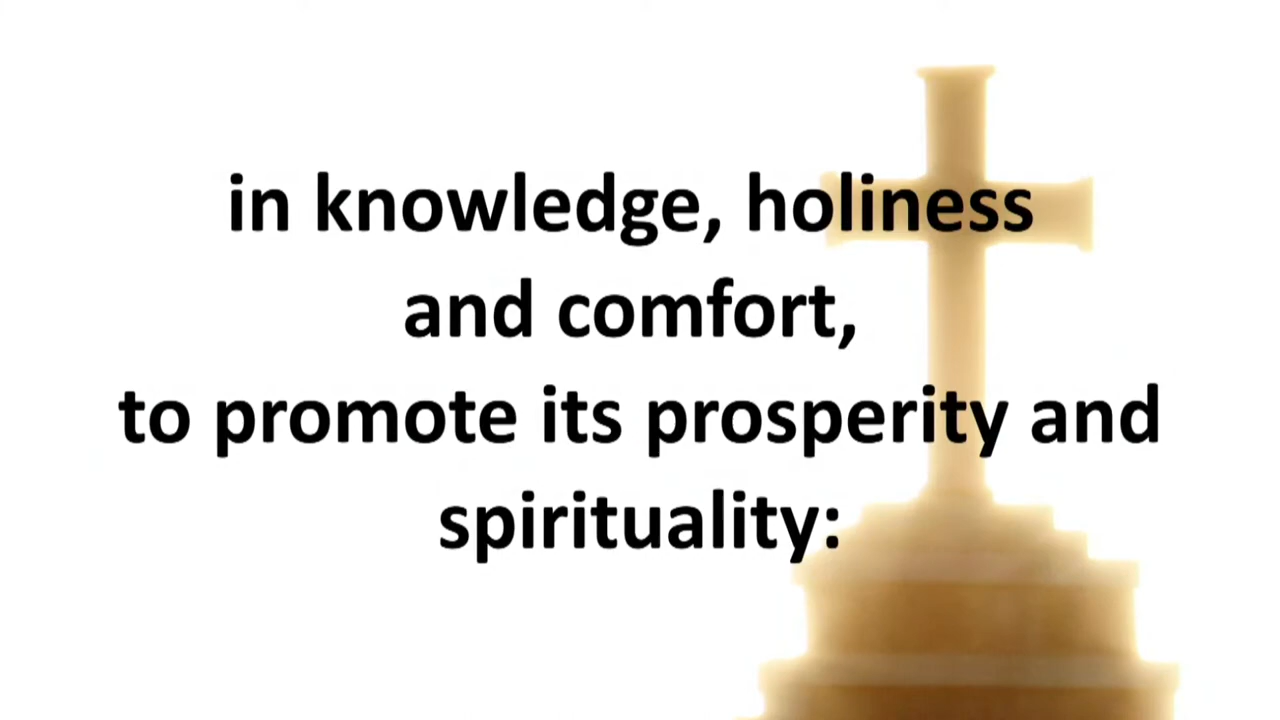 in knowledge, holiness
and comfort,
to promote its prosperity and
spirituality: